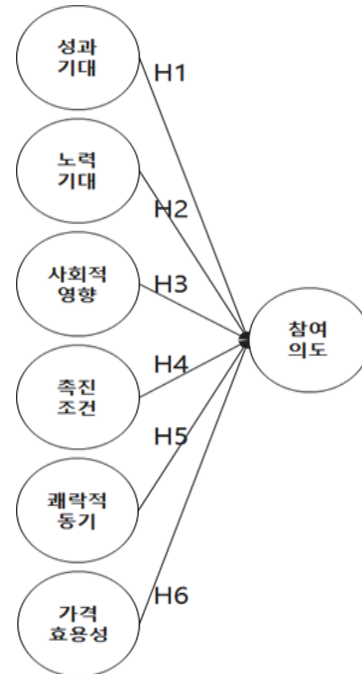 성과
기대
H1
노력
기대
H2
사회적
영향
H3
참여
의도
촉진
조건
H4
쾌락적
동기
H5
가격
효용성
H6